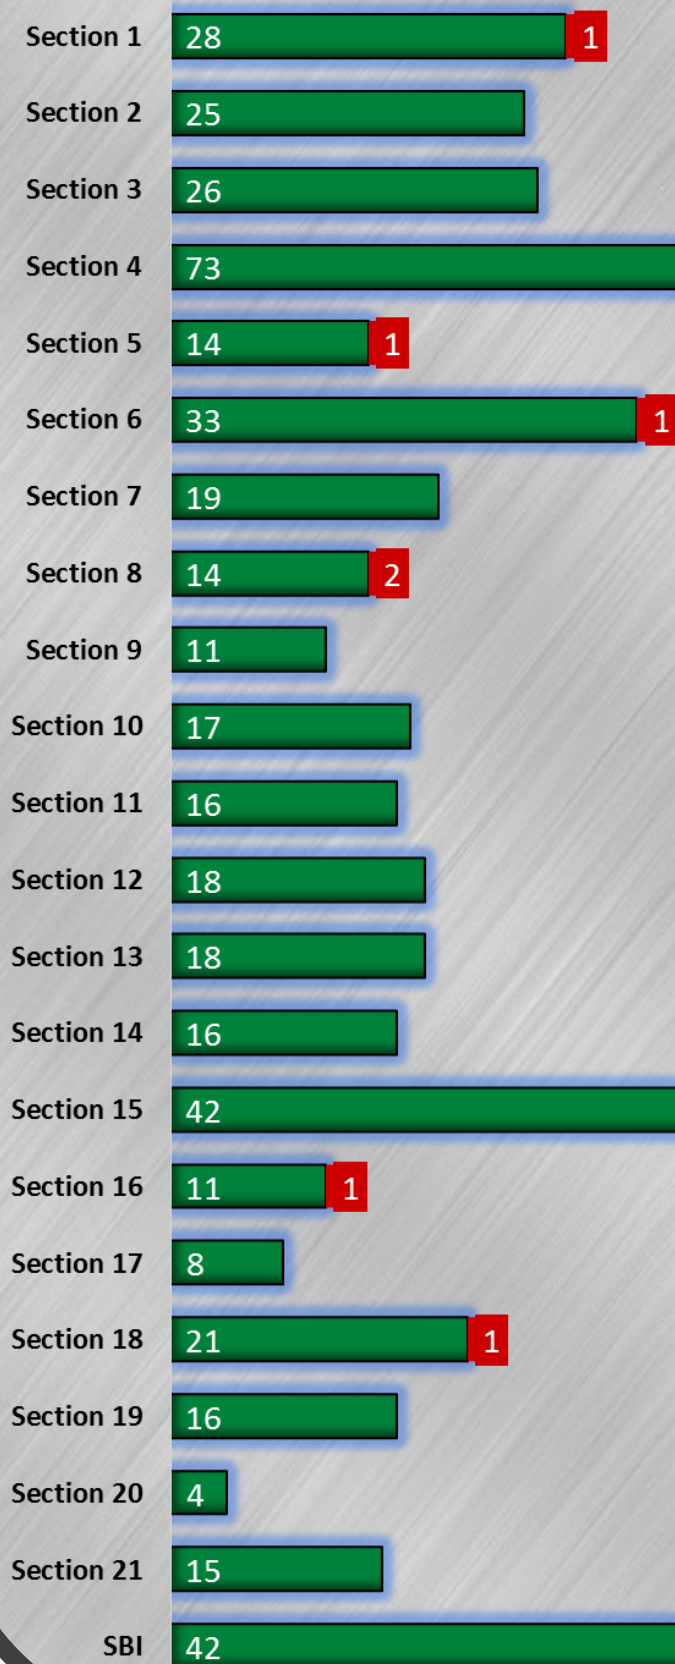 Section 1 28 1
Section 2 25
Section 3 26
Section 4 73
Section 5 14 1
Section 6 33 1
Section 7 19
Section 8 14 2
Section 9 11
Section 10 17
Section 11 16
Section 12 18
Section 13 18
Section 14 16
Section 15 42
Section 16 11 1
Section 17 8
Section 18 21 1
Section 19 16
Section 20 4
Section 21 15
SBI 42